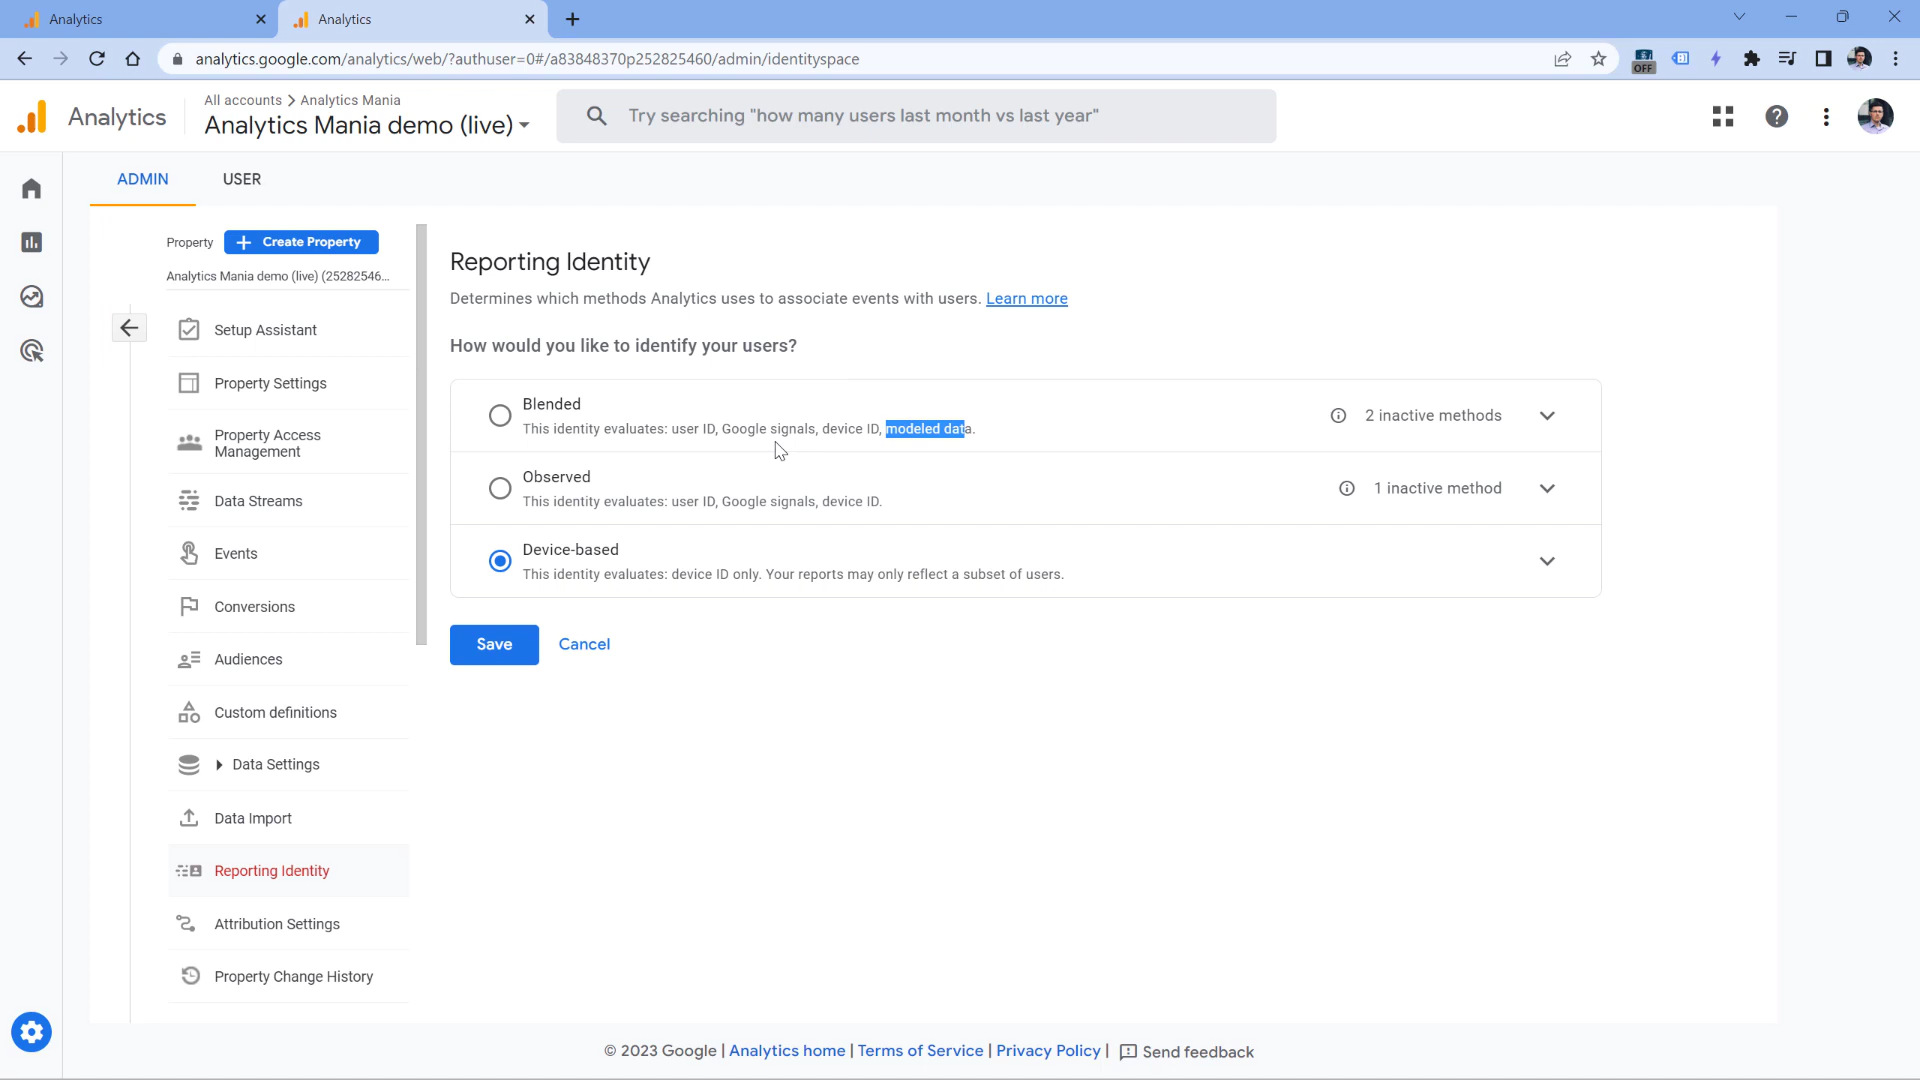 Analytics
Analytics
analytics.google.com/analytics/web/?authuser=0#/a83848370p252825460/admin/identityspace
OFF
Analytics
All accounts > Analytics Mania
Analytics Mania demo (live)
Try searching "how many users last month vs last year"
ADMIN
USER
Property
+ Create Property
Analytics Mania demo (live) (25282546...
Setup Assistant
Property Settings
Property Access
Management
Data Streams
Events
Conversions
Audiences
Custom definitions
Data Settings
Data Import
Reporting Identity
Attribution Settings
Property Change History
Reporting Identity
Determines which methods Analytics uses to associate events with users. Learn more
How would you like to identify your users?
Blended
This identity evaluates: user ID, Google signals, device ID, modeled data.
2 inactive methods
Observed
This identity evaluates: user ID, Google signals, device ID.
1 inactive method
Device-based
This identity evaluates: device ID only. Your reports may only reflect a subset of users.
Save
Cancel
© 2023 Google | Analytics home | Terms of Service | Privacy Policy | Send feedback